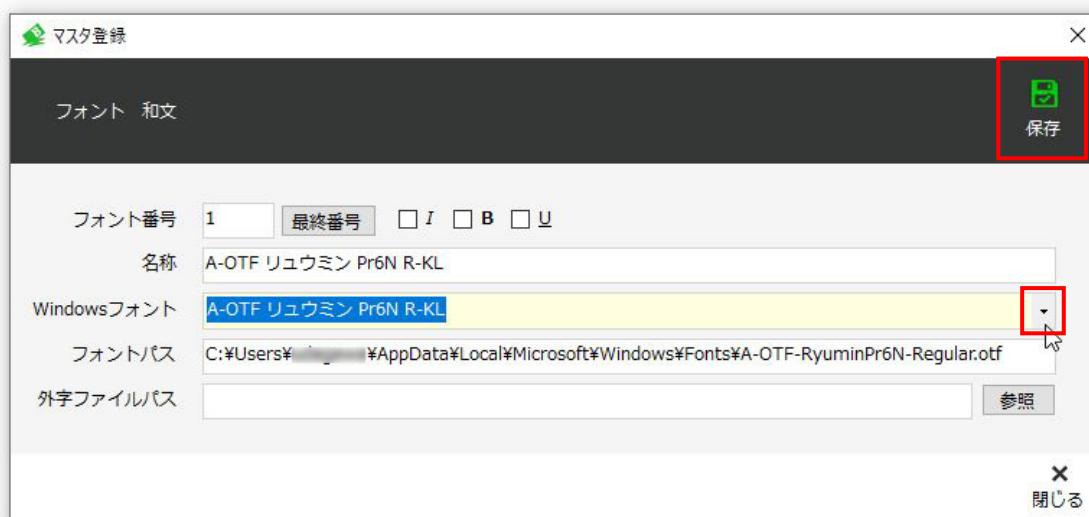 マスタ登録
フォント 和文
保存
フォント番号 1 最終番号 I B U
名称 A-OTF リュウミン Pr6N R-KL
Windowsフォント A-OTF リュウミン Pr6N R-KL
フォントパス C:¥Users¥ ¥AppData¥Local¥Microsoft¥Windows¥Fonts¥A-OTF-RyuminPr6N-Regular.otf
外字ファイルパス 参照
閉じる